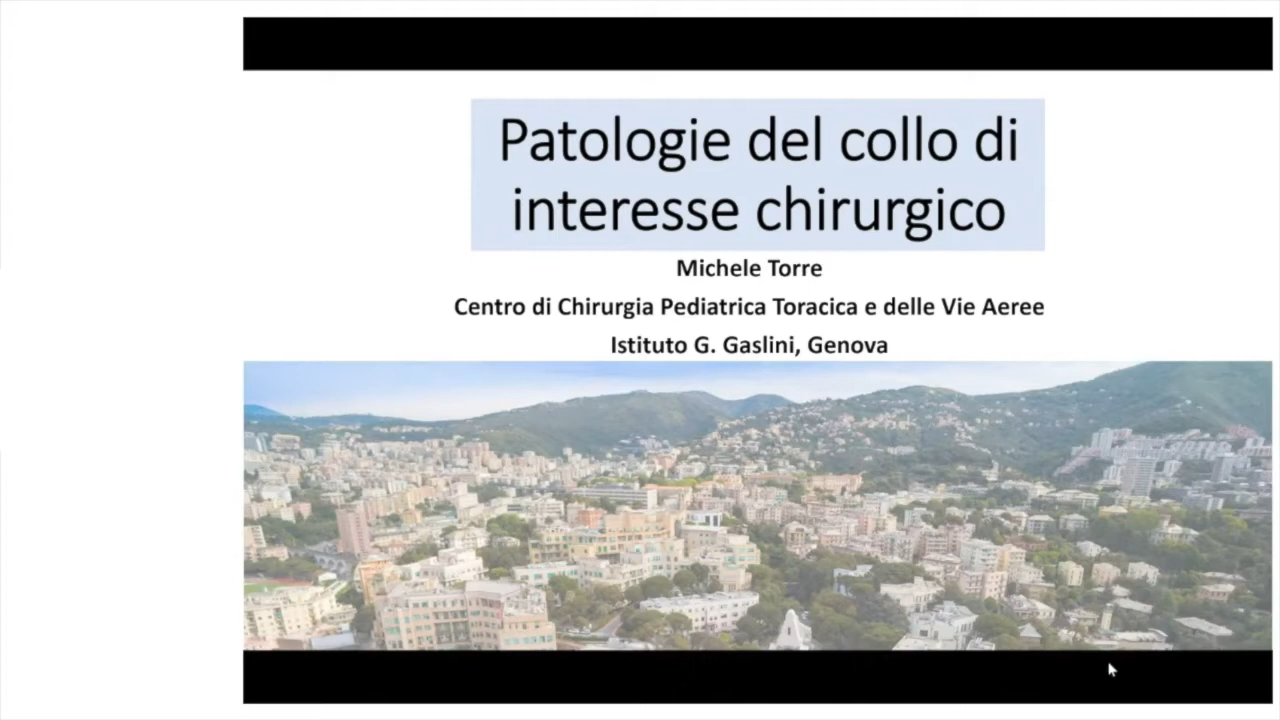 Patologie del collo di
interesse chirurgico
Michele Torre
Centro di Chirurgia Pediatrica Toracica e delle Vie Aeree
Istituto G. Gaslini, Genova